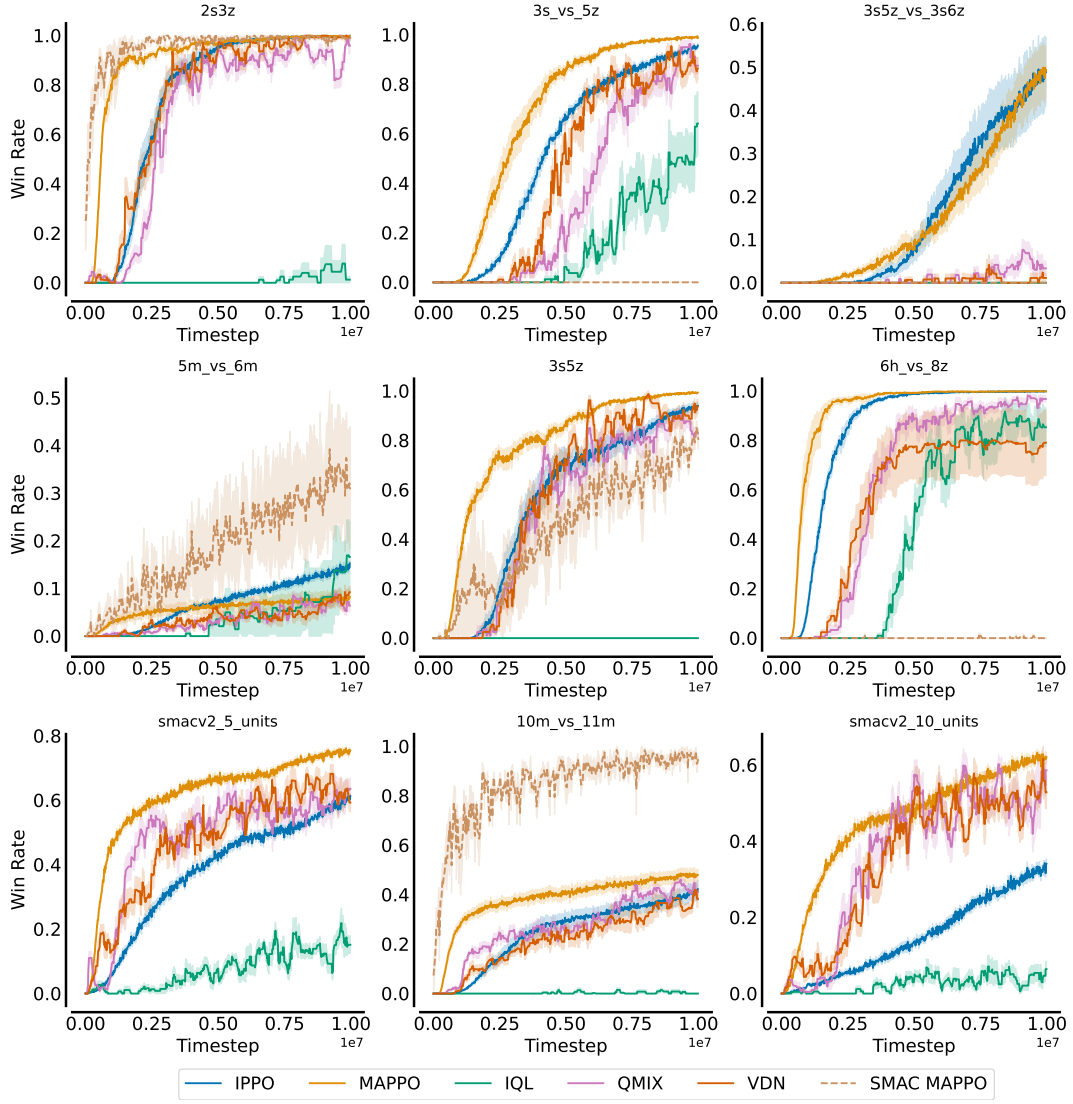 2s3z
3s_vs_5z
3s5z_vs_3s6z
Win Rate
1.0
0.8
0.6
0.4
0.2
0.0
1.0
0.8
0.6
0.4
0.2
0.0
0.6
0.5
0.4
0.3
0.2
0.1
0.0
0.00 0.25 0.50 0.75 1.00
0.00 0.25 0.50 0.75 1.00
0.00 0.25 0.50 0.75 1.00
Timestep 1e7
Timestep 1e7
Timestep 1e7
5m_vs_6m
3s5z
6h_vs_8z
Win Rate
0.5
0.4
0.3
0.2
0.1
0.0
1.0
0.8
0.6
0.4
0.2
0.0
1.0
0.8
0.6
0.4
0.2
0.0
0.00 0.25 0.50 0.75 1.00
0.00 0.25 0.50 0.75 1.00
0.00 0.25 0.50 0.75 1.00
Timestep 1e7
Timestep 1e7
Timestep 1e7
smacv2_5_units
10m_vs_11m
smacv2_10_units
Win Rate
0.8
0.6
0.4
0.2
0.0
1.0
0.8
0.6
0.4
0.2
0.0
0.6
0.4
0.2
0.0
0.00 0.25 0.50 0.75 1.00
0.00 0.25 0.50 0.75 1.00
0.00 0.25 0.50 0.75 1.00
Timestep 1e7
Timestep 1e7
Timestep 1e7
IPPO MAPPO IQL QMIX VDN SMAC MAPPO